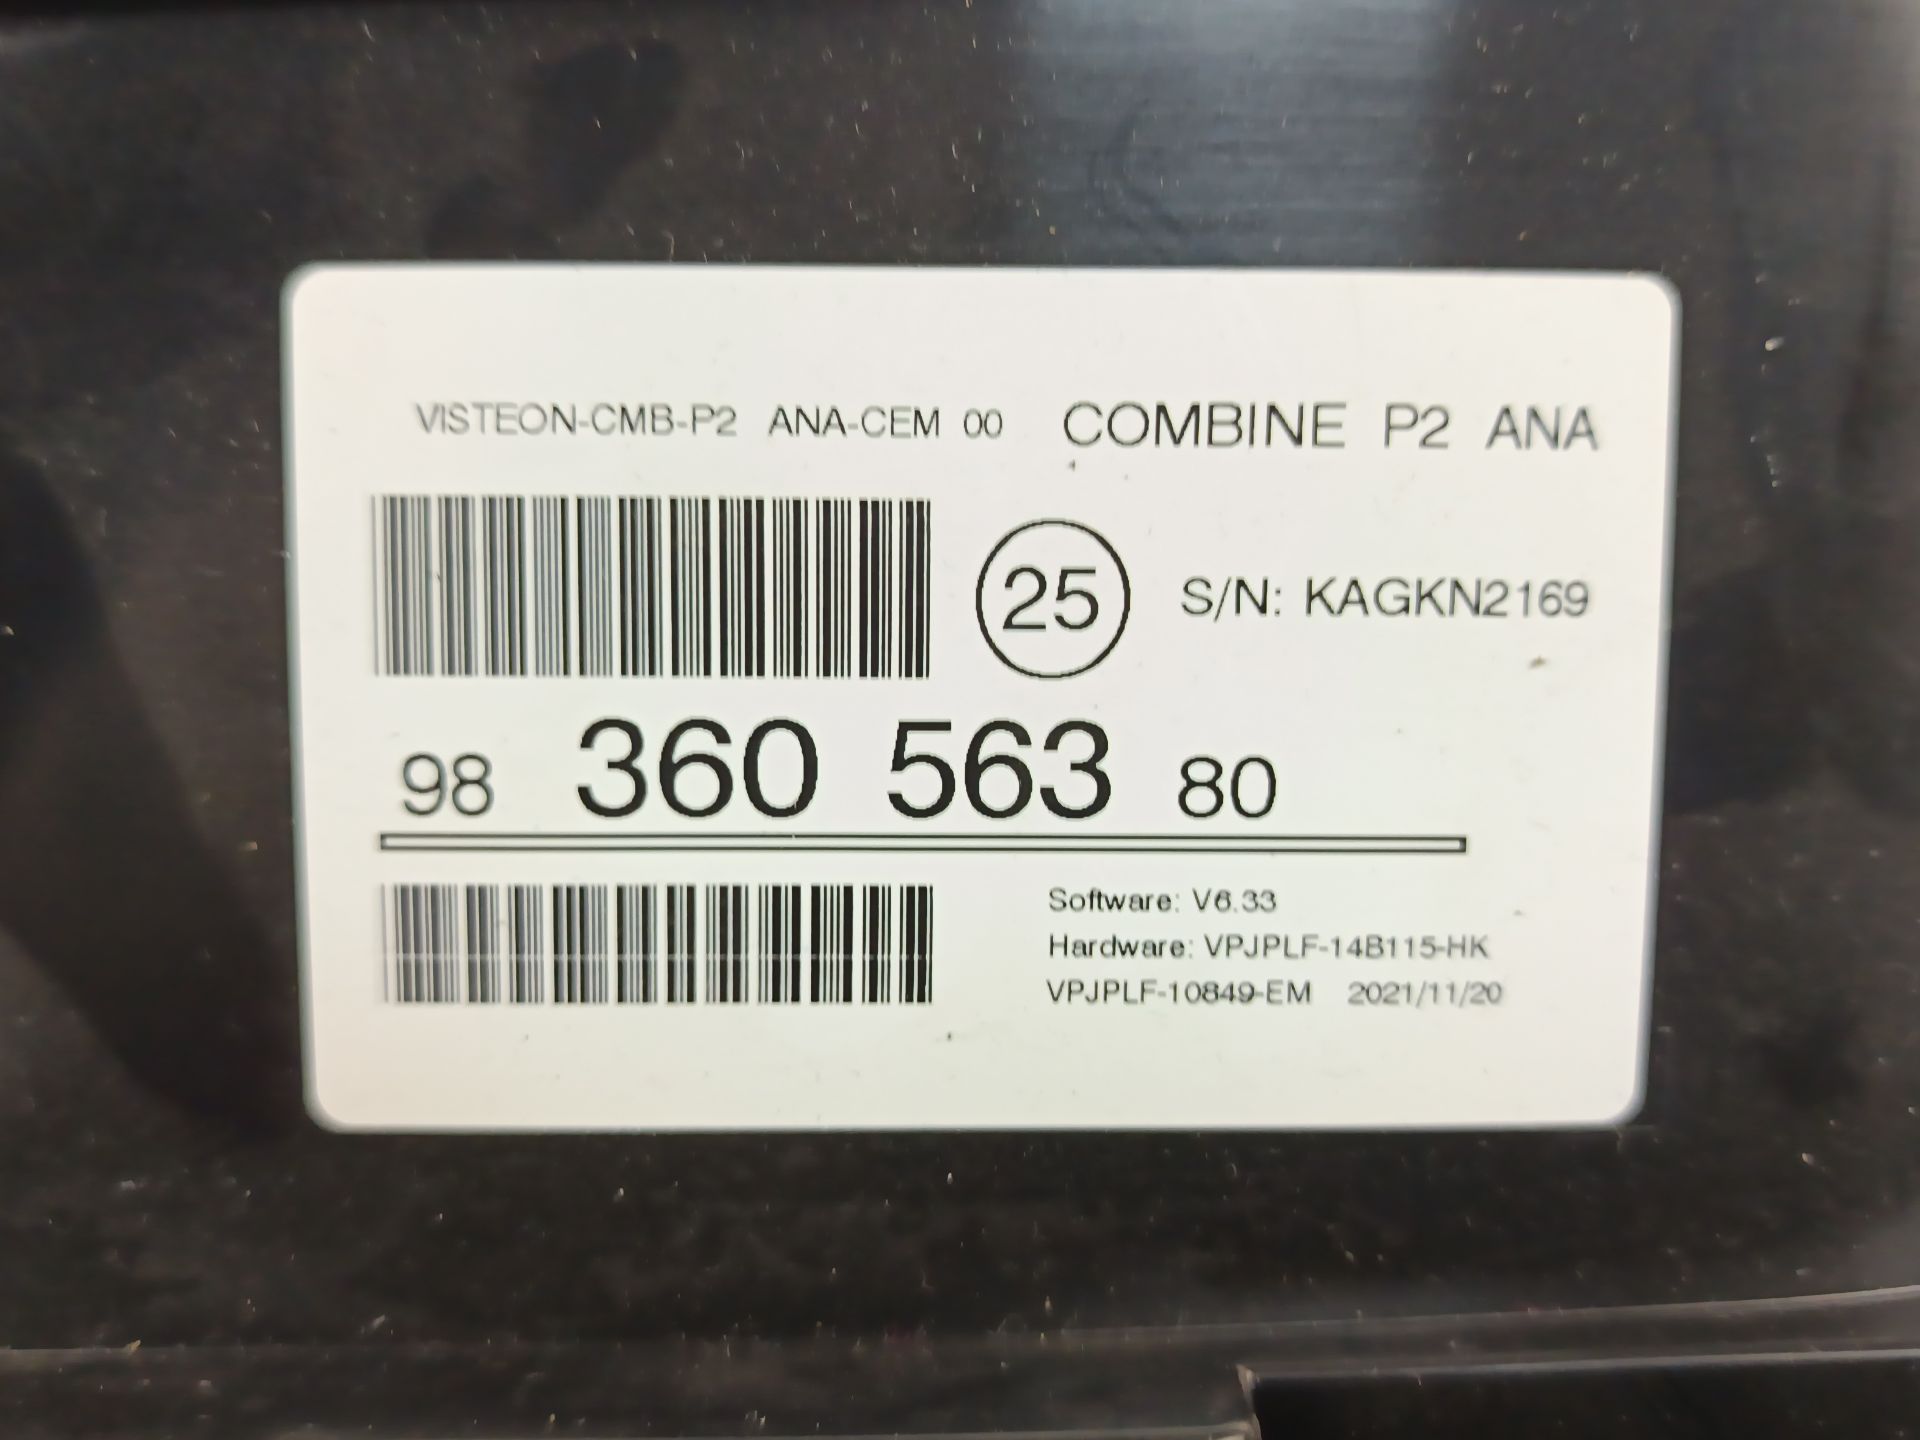 VISTEON-CMB-P2 ANA-CEM 00 COMBINE P2 ANA
25 S/N: KAGKN2169
98 360 563 80
Software: V6.33
Hardware: VPJPLF-14B115-HK
VPJPLF-10849-EM 2021/11/20